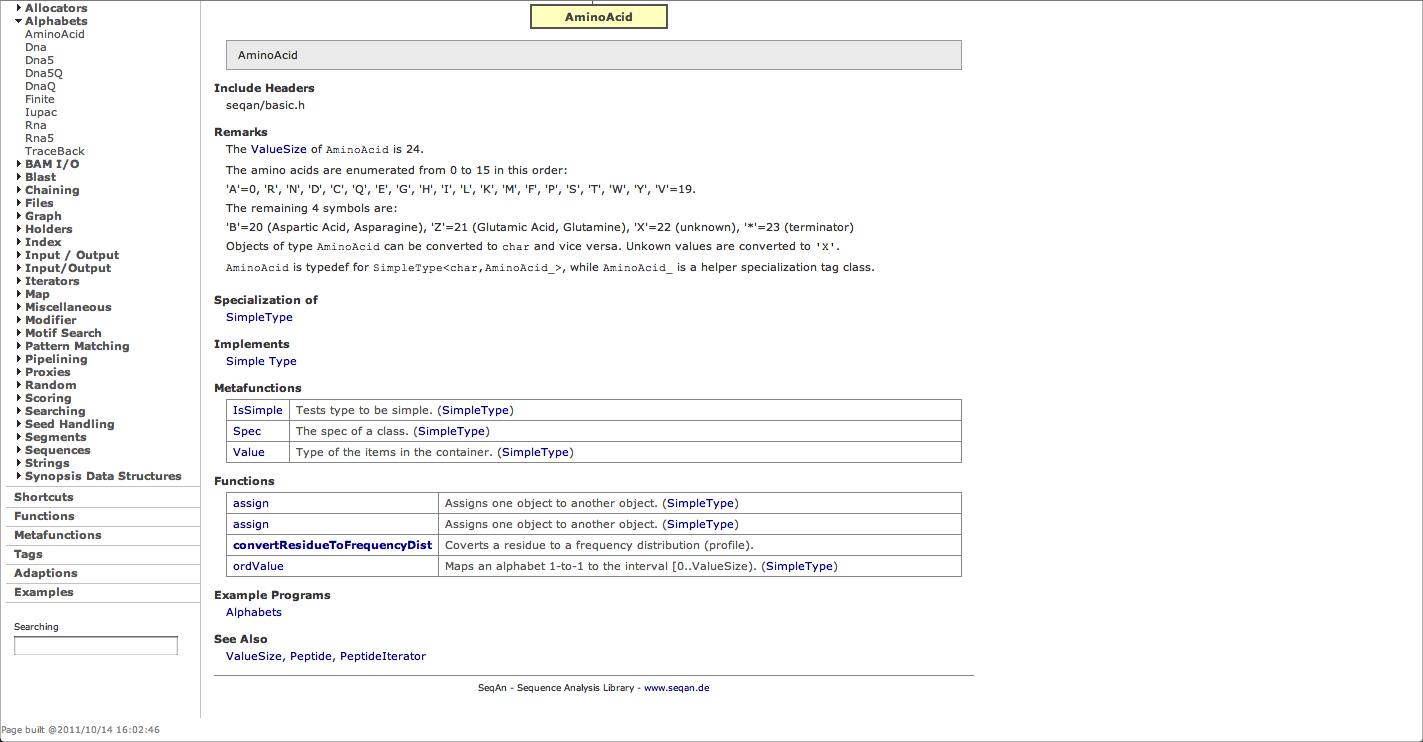 Allocators
Alphabets
AminoAcid
Dna
Dna5
Dna5Q
DnaQ
Finite
Iupac
Rna
Rna5
TraceBack
BAM I/O
Blast
Chaining
Files
Graph
Holders
Index
Input / Output
Input/Output
Iterators
Map
Miscellaneous
Modifier
Motif Search
Pattern Matching
Pipelining
Proxies
Random
Scoring
Searching
Seed Handling
Segments
Sequences
Strings
Synopsis Data Structures
Shortcuts
Functions
Metafunctions
Tags
Adaptions
Examples
Searching
Page built @2011/10/14 16:02:46
AminoAcid
AminoAcid
Include Headers
seqan/basic.h
Remarks
The ValueSize of AminoAcid is 24.
The amino acids are enumerated from 0 to 15 in this order:
'A'=0, 'R', 'N', 'D', 'C', 'Q', 'E', 'G', 'H', 'I', 'L', 'K', 'M', 'F', 'P', 'S', 'T', 'W', 'Y', 'V'=19.
The remaining 4 symbols are:
'B'=20 (Aspartic Acid, Asparagine), 'Z'=21 (Glutamic Acid, Glutamine), 'X'=22 (unknown), '*'=23 (terminator)
Objects of type AminoAcid can be converted to char and vice versa. Unkown values are converted to 'X'.
AminoAcid is typedef for SimpleType<char,AminoAcid_>, while AminoAcid_ is a helper specialization tag class.
Specialization of
SimpleType
Implements
Simple Type
Metafunctions
IsSimple Tests type to be simple. (SimpleType)
Spec The spec of a class. (SimpleType)
Value Type of the items in the container. (SimpleType)
Functions
assign Assigns one object to another object. (SimpleType)
assign Assigns one object to another object. (SimpleType)
convertResidueToFrequencyDist Coverts a residue to a frequency distribution (profile).
ordValue Maps an alphabet 1-to-1 to the interval [0..ValueSize). (SimpleType)
Example Programs
Alphabets
See Also
ValueSize, Peptide, PeptideIterator
SeqAn - Sequence Analysis Library - www.seqan.de